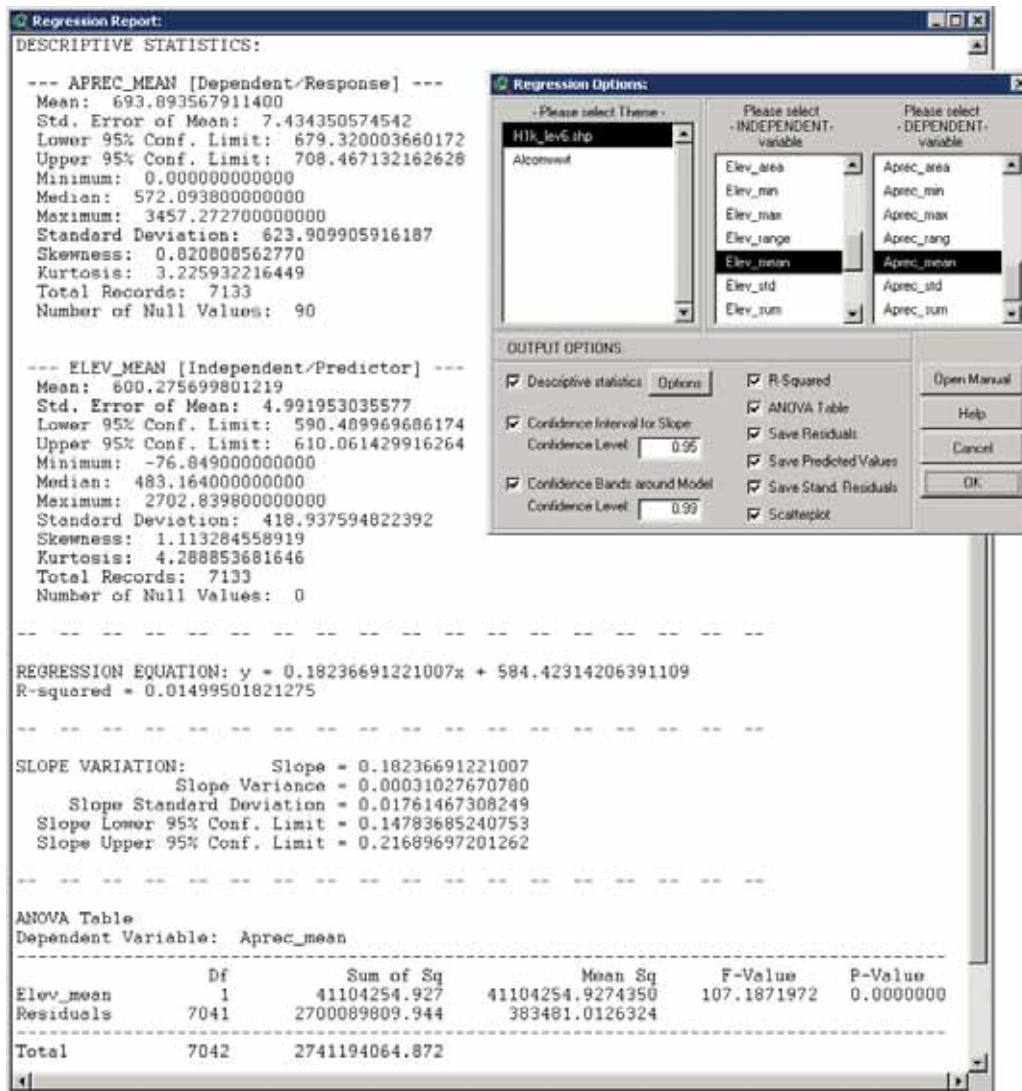 Regression Report:
DESCRIPTIVE STATISTICS:
--- APREC_MEAN [Dependent/Response] ---
Mean: 693.893567911400
Std. Error of Mean: 7.434350574542
Lower 95% Conf. Limit: 679.320003660172
Upper 95% Conf. Limit: 708.467132162628
Minimum: 0.000000000000
Median: 572.093800000000
Maximum: 3457.272700000000
Standard Deviation: 623.909905916187
Skewness: 0.820808562770
Kurtosis: 3.225932216449
Total Records: 7133
Number of Null Values: 90
--- ELEV_MEAN [Independent/Predictor] ---
Mean: 600.275699801219
Std. Error of Mean: 4.991953035577
Lower 95% Conf. Limit: 590.489969686174
Upper 95% Conf. Limit: 610.061429916264
Minimum: -76.849000000000
Median: 483.164000000000
Maximum: 2702.839800000000
Standard Deviation: 418.937594822392
Skewness: 1.113284558919
Kurtosis: 4.288853681646
Total Records: 7133
Number of Null Values: 0
-- -- -- -- -- -- -- -- -- -- -- -- -- -- -- -- -- --
REGRESSION EQUATION: y = 0.18236691221007x + 584.42314206391109
R-squared = 0.01499501821275
-- -- -- -- -- -- -- -- -- -- -- -- -- -- -- -- -- --
SLOPE VARIATION: Slope = 0.18236691221007
Slope Variance = 0.00031027670780
Slope Standard Deviation = 0.01761467308249
Slope Lower 95% Conf. Limit = 0.14783685240753
Slope Upper 95% Conf. Limit = 0.21689697201262
-- -- -- -- -- -- -- -- -- -- -- -- -- -- -- -- -- --
ANOVA Table
Dependent Variable: Aprec_mean
Df Sum of Sq Mean Sq F-Value P-Value
Elev_mean 1 41104254.927 41104254.9274350 107.1871972 0.0000000
Residuals 7041 2700089809.944 383481.0126324
Total 7042 2741194064.872
Regression Options:
- Please select Theme -
H1k_lev6.shp
Alcomwwf
Please select
- INDEPENDENT -
variable
Elev_area
Elev_min
Elev_max
Elev_range
Elev_mean
Elev_std
Elev_sum
Please select
- DEPENDENT -
variable
Aprec_area
Aprec_min
Aprec_max
Aprec_rang
Aprec_mean
Aprec_std
Aprec_sum
OUTPUT OPTIONS
Descriptive statistics Options
Confidence Interval for Slope
Confidence Level: 0.95
Confidence Bands around Model
Confidence Level: 0.99
R-Squared
ANOVA Table
Save Residuals
Save Predicted Values
Save Stand. Residuals
Scatterplot
Open Manual
Help
Cancel
OK